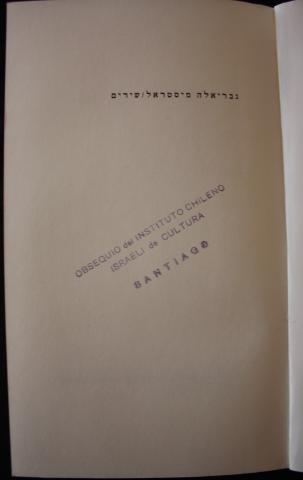 גבריאלה מיסטראל/שירים
OBSEQUIO del INSTITUTO CHILENO
ISRAELI de CULTURA
SANTIAGO